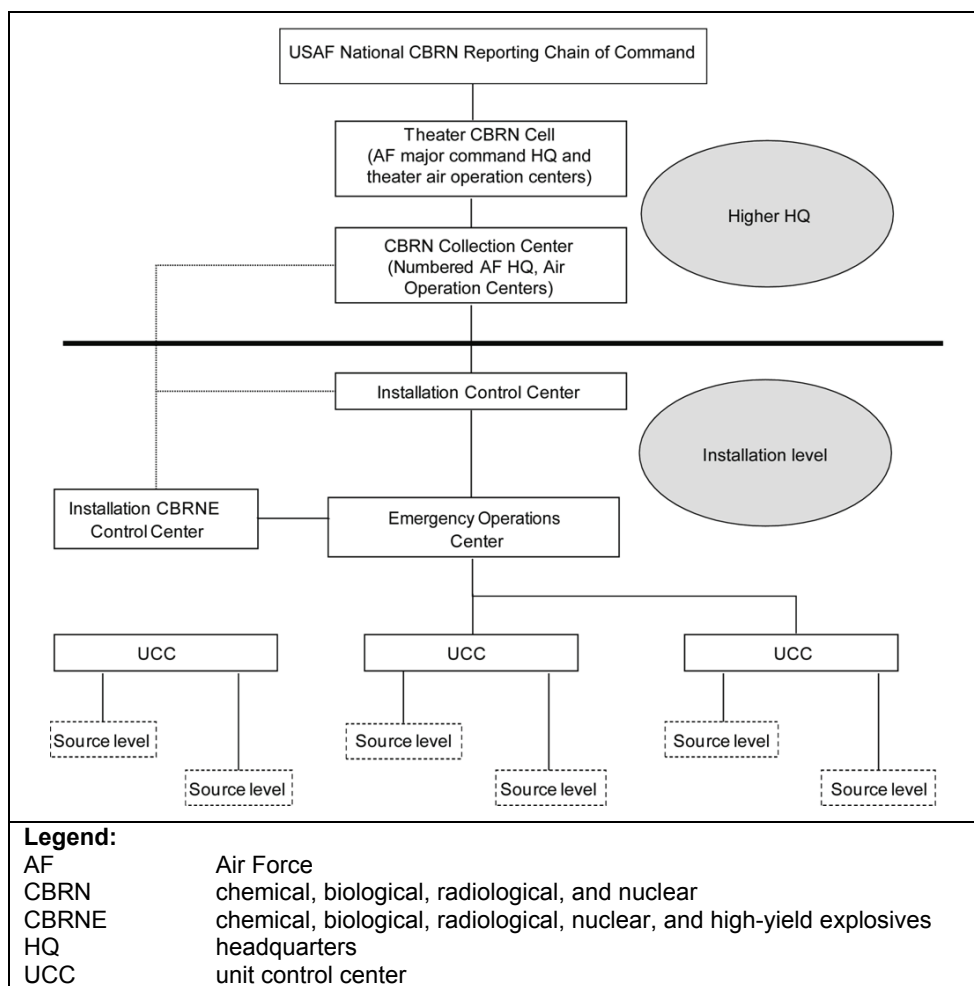 USAF National CBRN Reporting Chain of Command
Theater CBRN Cell
(AF major command HQ and
theater air operation centers)
Higher HQ
CBRN Collection Center
(Numbered AF HQ, Air
Operation Centers)
Installation Control Center
Installation level
Installation CBRNE
Control Center
Emergency Operations
Center
UCC
UCC
UCC
Source level
Source level
Source level
Source level
Source level
Source level
Legend:
AF Air Force
CBRN chemical, biological, radiological, and nuclear
CBRNE chemical, biological, radiological, nuclear, and high-yield explosives
HQ headquarters
UCC unit control center